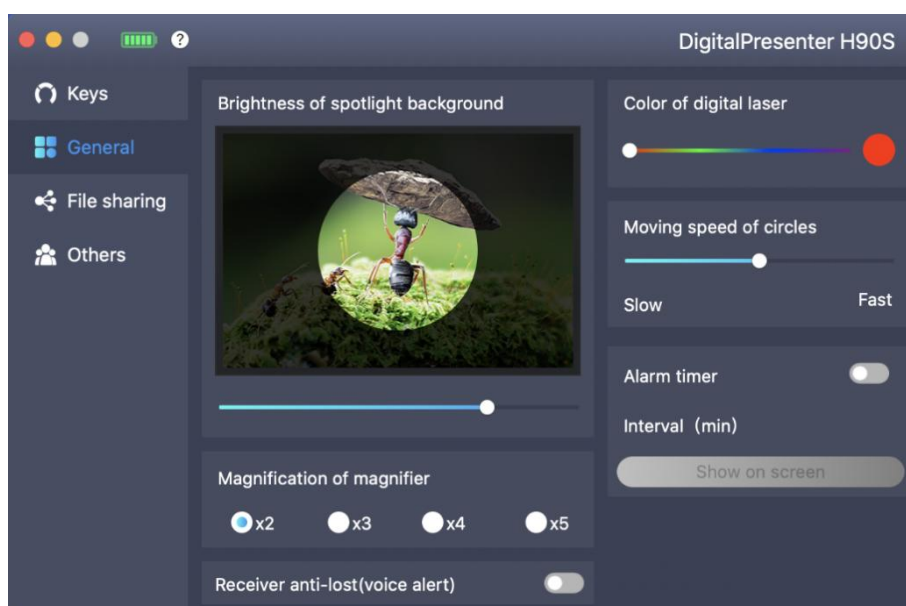 DigitalPresenter H90S
Keys
General
File sharing
Others
Brightness of spotlight background
Magnification of magnifier
x2 x3 x4 x5
Receiver anti-lost(voice alert)
Color of digital laser
Moving speed of circles
Slow Fast
Alarm timer
Interval（min）
Show on screen